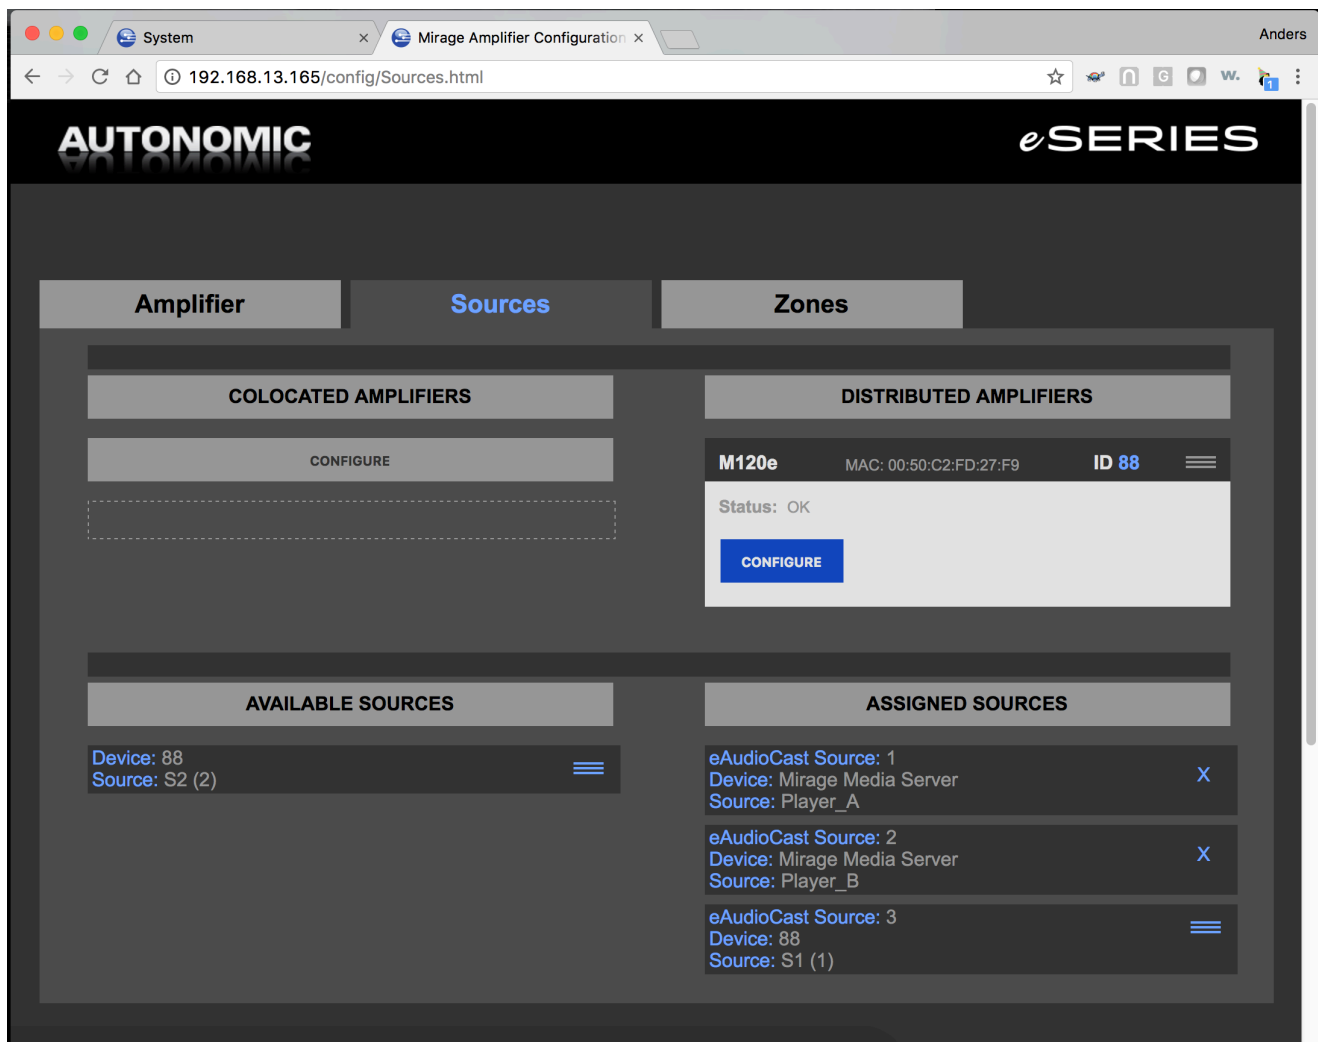 System
Mirage Amplifier Configuration
Anders
192.168.13.165/config/Sources.html
G
w.
1
AUTONOMIC
eSERIES
Amplifier
Sources
Zones
COLOCATED AMPLIFIERS
DISTRIBUTED AMPLIFIERS
CONFIGURE
M120e MAC: 00:50:C2:FD:27:F9 ID 88
Status: OK
CONFIGURE
AVAILABLE SOURCES
ASSIGNED SOURCES
Device: 88
Source: S2 (2)
eAudioCast Source: 1
Device: Mirage Media Server
Source: Player_A
X
eAudioCast Source: 2
Device: Mirage Media Server
Source: Player_B
X
eAudioCast Source: 3
Device: 88
Source: S1 (1)